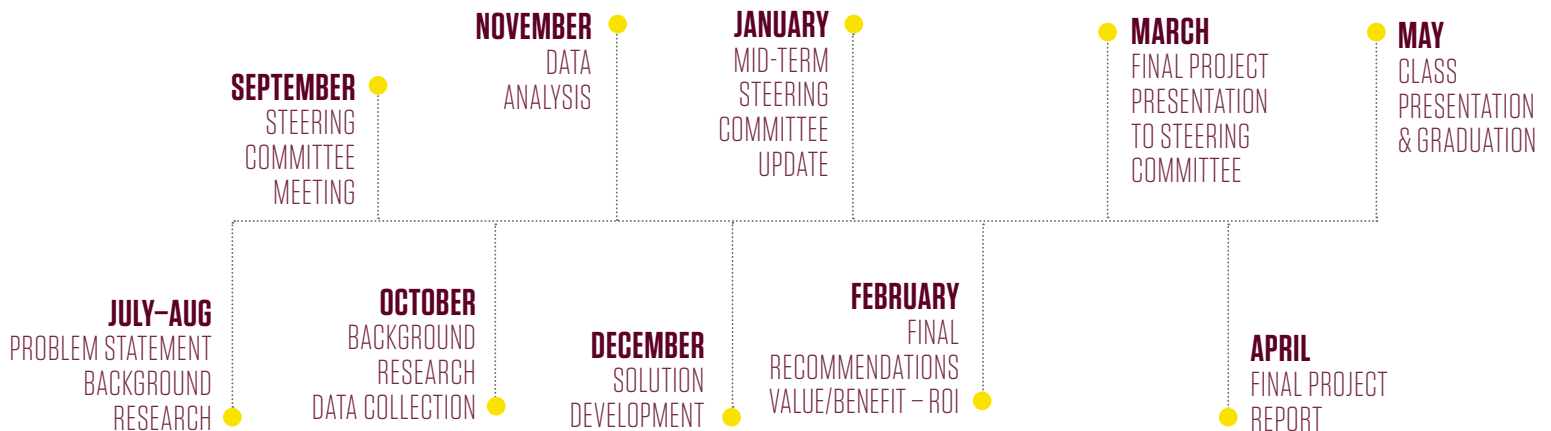 JULY–AUG
PROBLEM STATEMENT
BACKGROUND
RESEARCH
SEPTEMBER
STEERING
COMMITTEE
MEETING
OCTOBER
BACKGROUND
RESEARCH
DATA COLLECTION
NOVEMBER
DATA
ANALYSIS
DECEMBER
SOLUTION
DEVELOPMENT
JANUARY
MID-TERM
STEERING
COMMITTEE
UPDATE
FEBRUARY
FINAL
RECOMMENDATIONS
VALUE/BENEFIT – ROI
MARCH
FINAL PROJECT
PRESENTATION
TO STEERING
COMMITTEE
APRIL
FINAL PROJECT
REPORT
MAY
CLASS
PRESENTATION
& GRADUATION